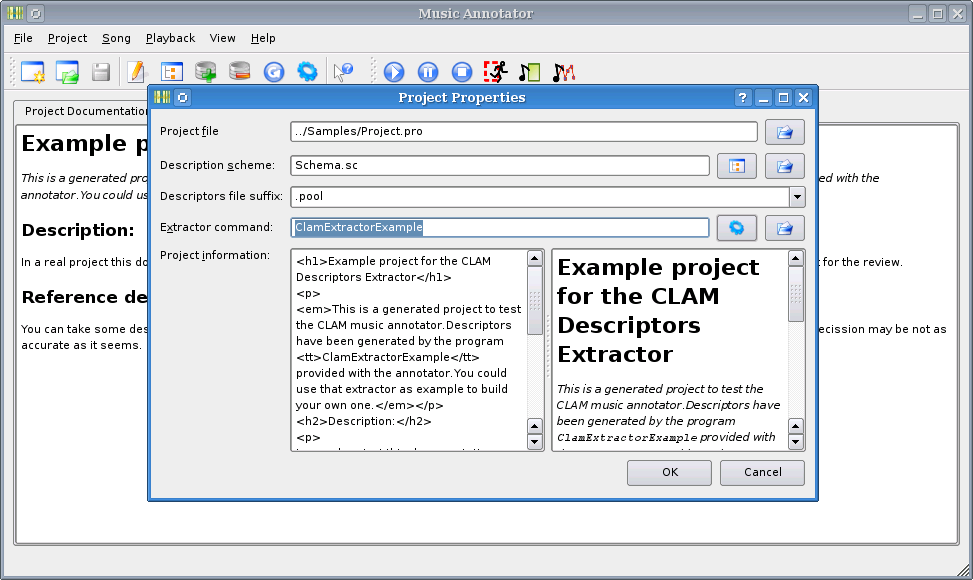 Music Annotator
File Project Song Playback View Help
Project Documentation
Example p
This is a generated pro
ed with the
annotator.You could us
Description:
In a real project this do
for the review.
Reference de
You can take some des
decission may be not as
accurate as it seems.
Project Properties
?
Project file
../Samples/Project.pro
Description scheme:
Schema.sc
Descriptors file suffix:
.pool
Extractor command:
ClamExtractorExample
Project information:
<h1>Example project for the CLAM
Descriptors Extractor</h1>
<p>
<em>This is a generated project to test
the CLAM music annotator.Descriptors
have been generated by the program
<tt>ClamExtractorExample</tt>
provided with the annotator.You could
use that extractor as example to build
your own one.</em></p>
<h2>Description:</h2>
<p>
Example project
for the CLAM
Descriptors
Extractor
This is a generated project to test the
CLAM music annotator.Descriptors have
been generated by the program
ClamExtractorExample provided with
OK
Cancel